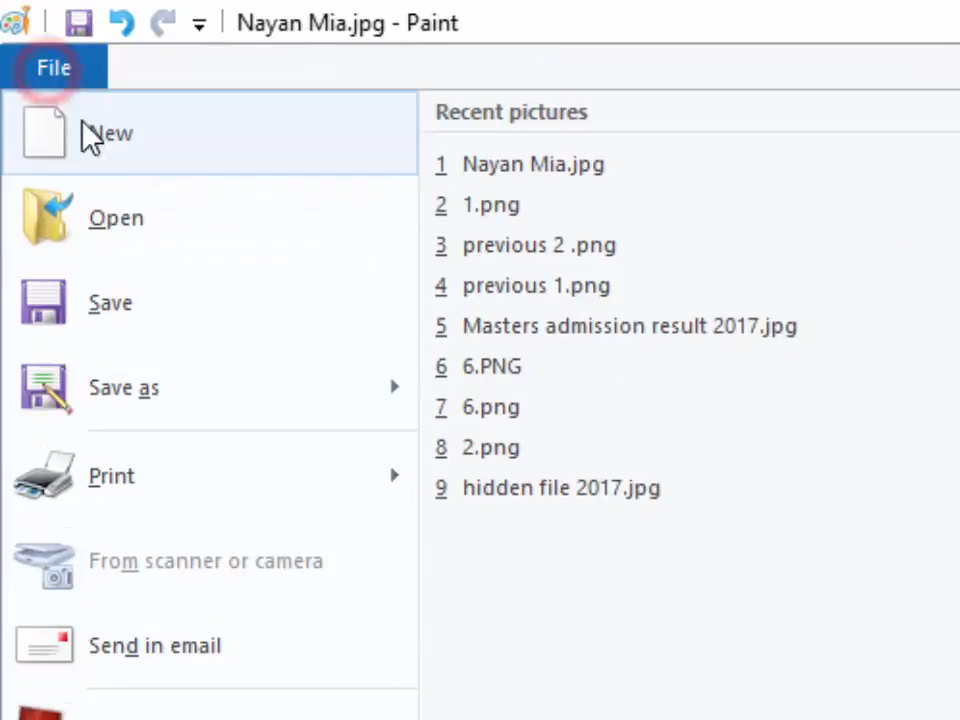 Nayan Mia.jpg - Paint
File
New
Open
Save
Save as
Print
From scanner or camera
Send in email
Recent pictures
1 Nayan Mia.jpg
2 1.png
3 previous 2 .png
4 previous 1.png
5 Masters admission result 2017.jpg
6 6.PNG
7 6.png
8 2.png
9 hidden file 2017.jpg